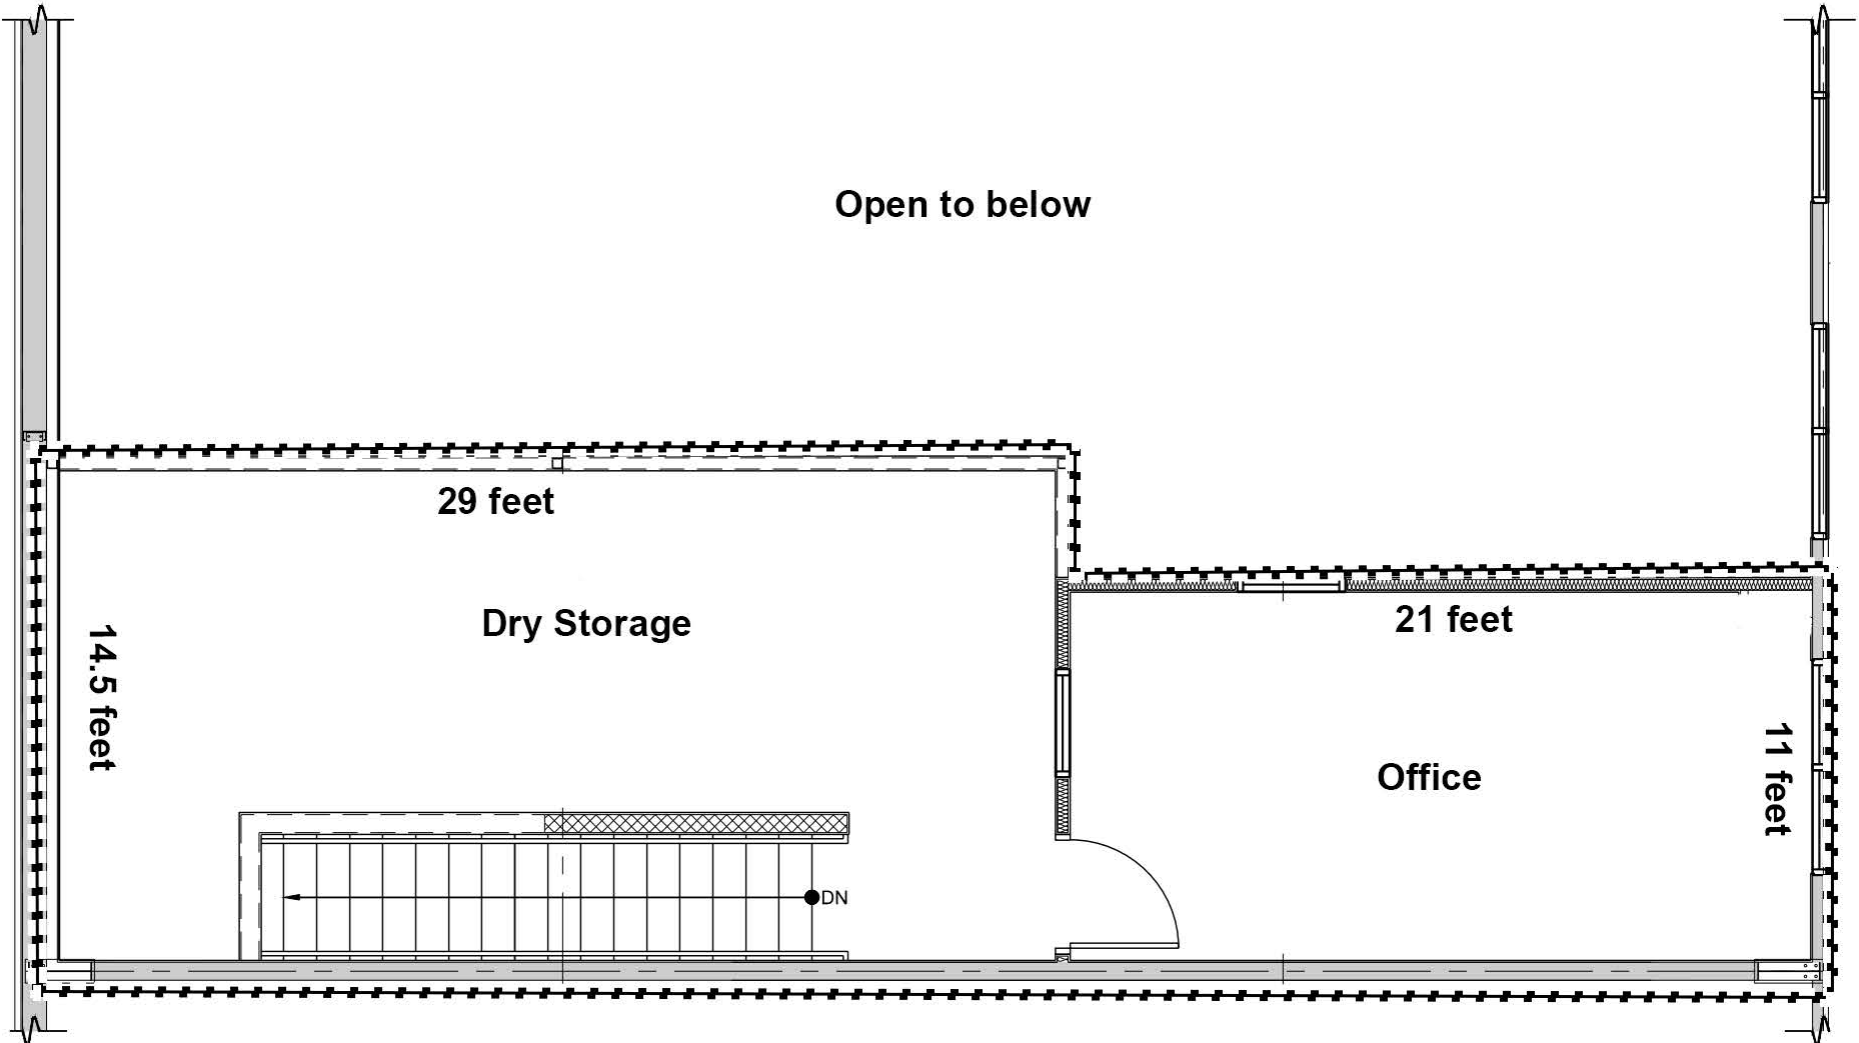 Open to below
29 feet
Dry Storage
21 feet
14.5 feet
Office
11 feet
DN